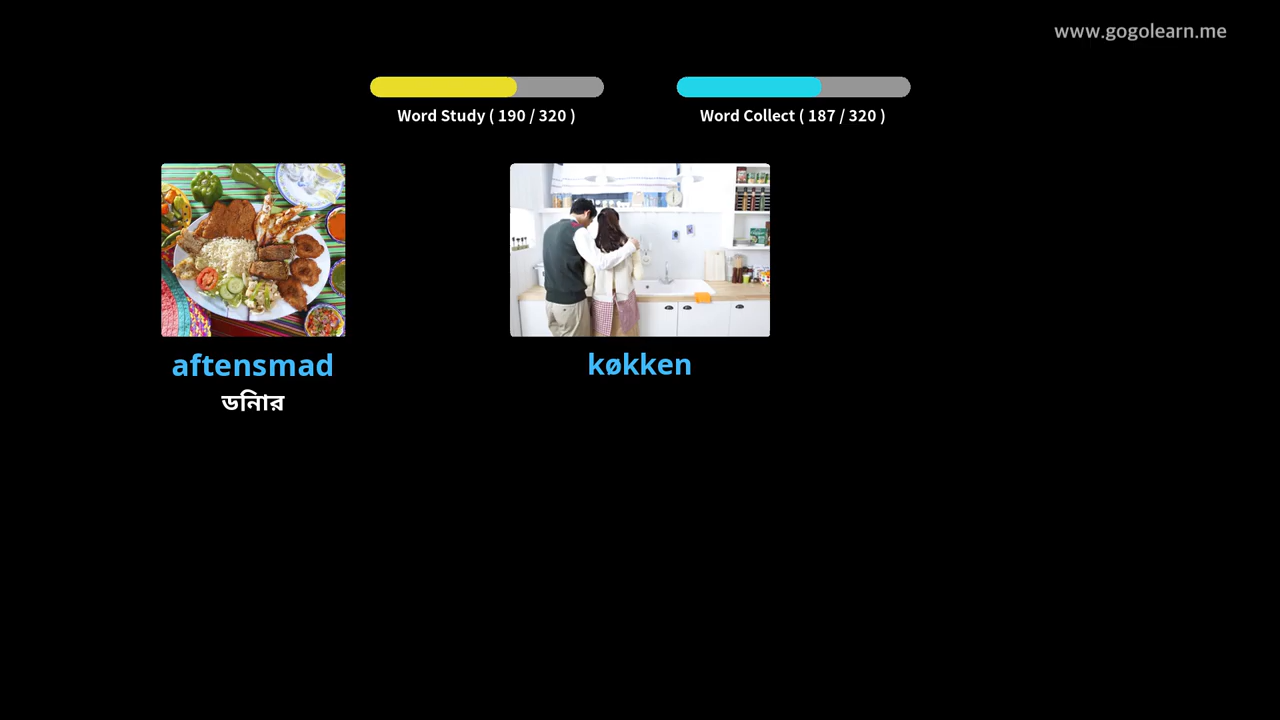 www.gogolearn.me
Word Study ( 190 / 320 )
Word Collect ( 187 / 320 )
aftensmad
ডিনার
køkken